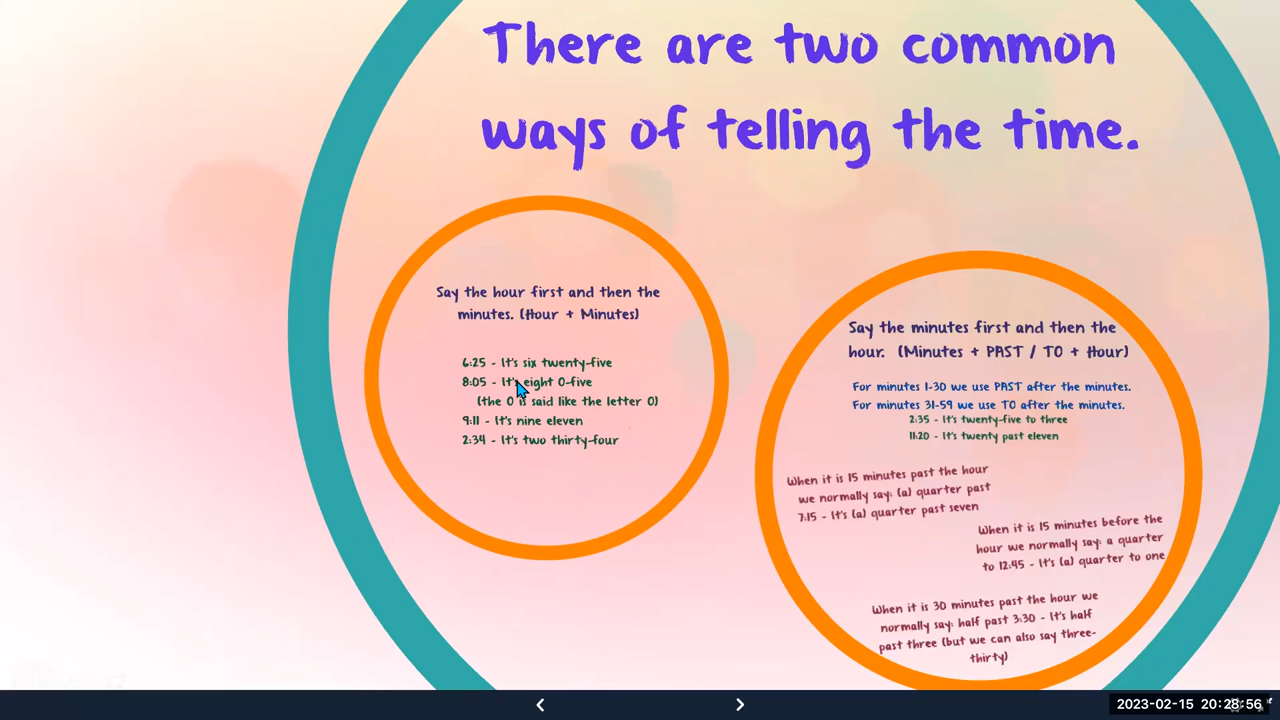 There are two common
ways of telling the time.
Say the hour first and then the
minutes. (Hour + Minutes)
6:25 - It's six twenty-five
8:05 - It's eight O-five
(the 0 is said like the letter O)
9:11 - It's nine eleven
2:34 - It's two thirty-four
Say the minutes first and then the
hour. (Minutes + PAST / TO + Hour)
For minutes 1-30 we use PAST after the minutes.
For minutes 31-59 we use TO after the minutes.
2:35 - It's twenty-five to three
11:20 - It's twenty past eleven
When it is 15 minutes past the hour
we normally say: (a) quarter past
7:15 - It's (a) quarter past seven
When it is 15 minutes before the
hour we normally say: a quarter
to 12:45 - It's (a) quarter to one
When it is 30 minutes past the hour we
normally say: half past 3:30 - It's half
past three (but we can also say three-
thirty)
2023-02-15 20:28:56